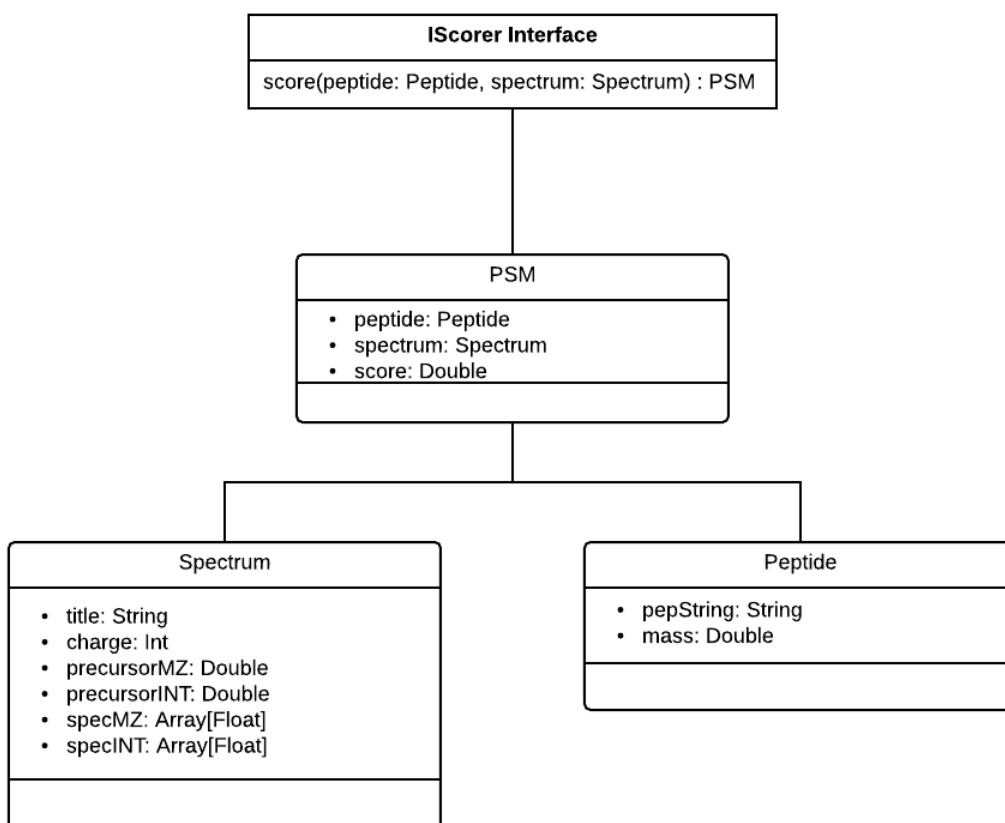 IScorer Interface
score(peptide: Peptide, spectrum: Spectrum) : PSM
PSM
• peptide: Peptide
• spectrum: Spectrum
• score: Double
Spectrum
• title: String
• charge: Int
• precursorMZ: Double
• precursorINT: Double
• specMZ: Array[Float]
• specINT: Array[Float]
Peptide
• pepString: String
• mass: Double